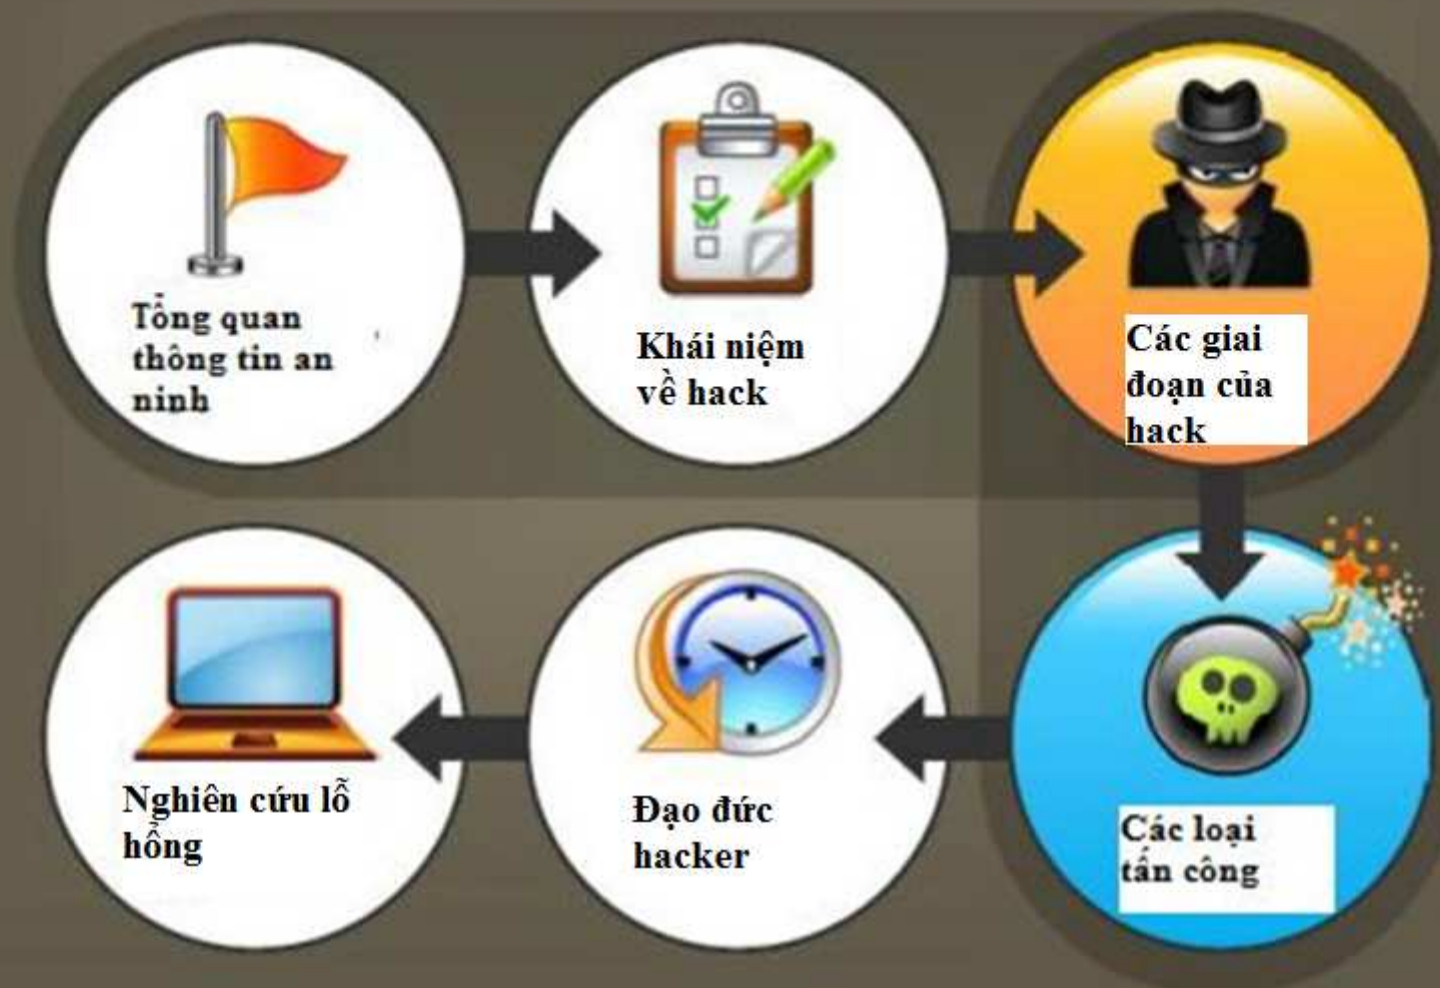 Tổng quan
thông tin an
ninh
Khái niệm
về hack
Các giai
đoạn của
hack
Các loại
tấn công
Đạo đức
hacker
Nghiên cứu lỗ
hổng